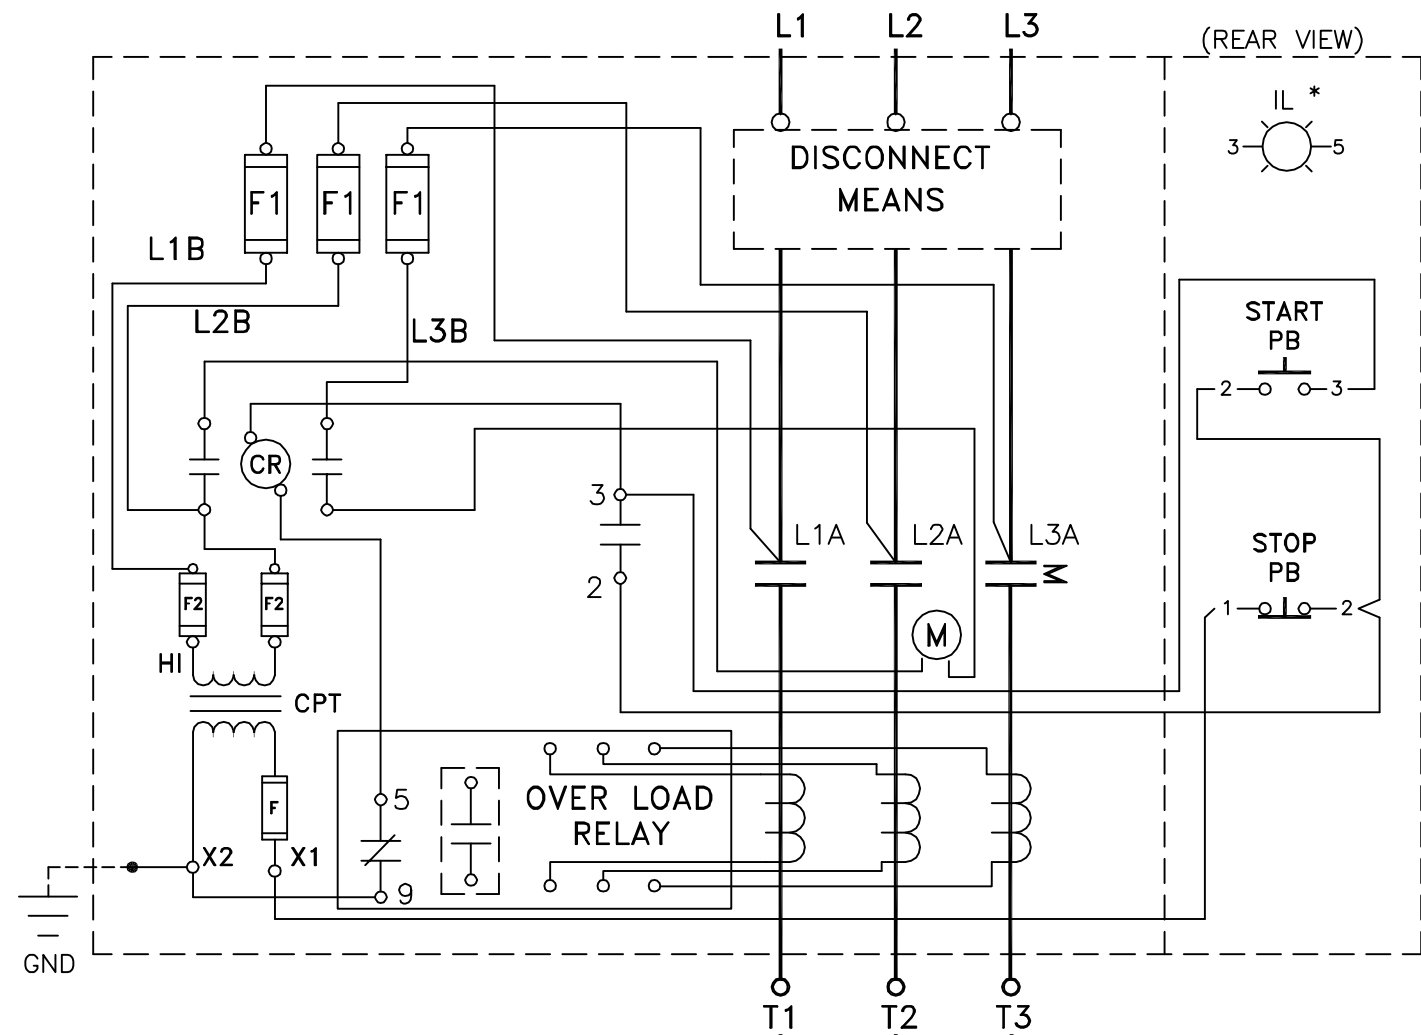 L1 L2 L3
(REAR VIEW)
IL *
3 5
DISCONNECT
MEANS
F1 F1 F1
L1B
L2B
L3B
START
PB
2 3
CR
3
L1A L2A L3A
M
STOP
PB
2
1 2
F2 F2
M
H1
CPT
5
OVER LOAD
RELAY
F
X2 X1
9
GND
T1 T2 T3